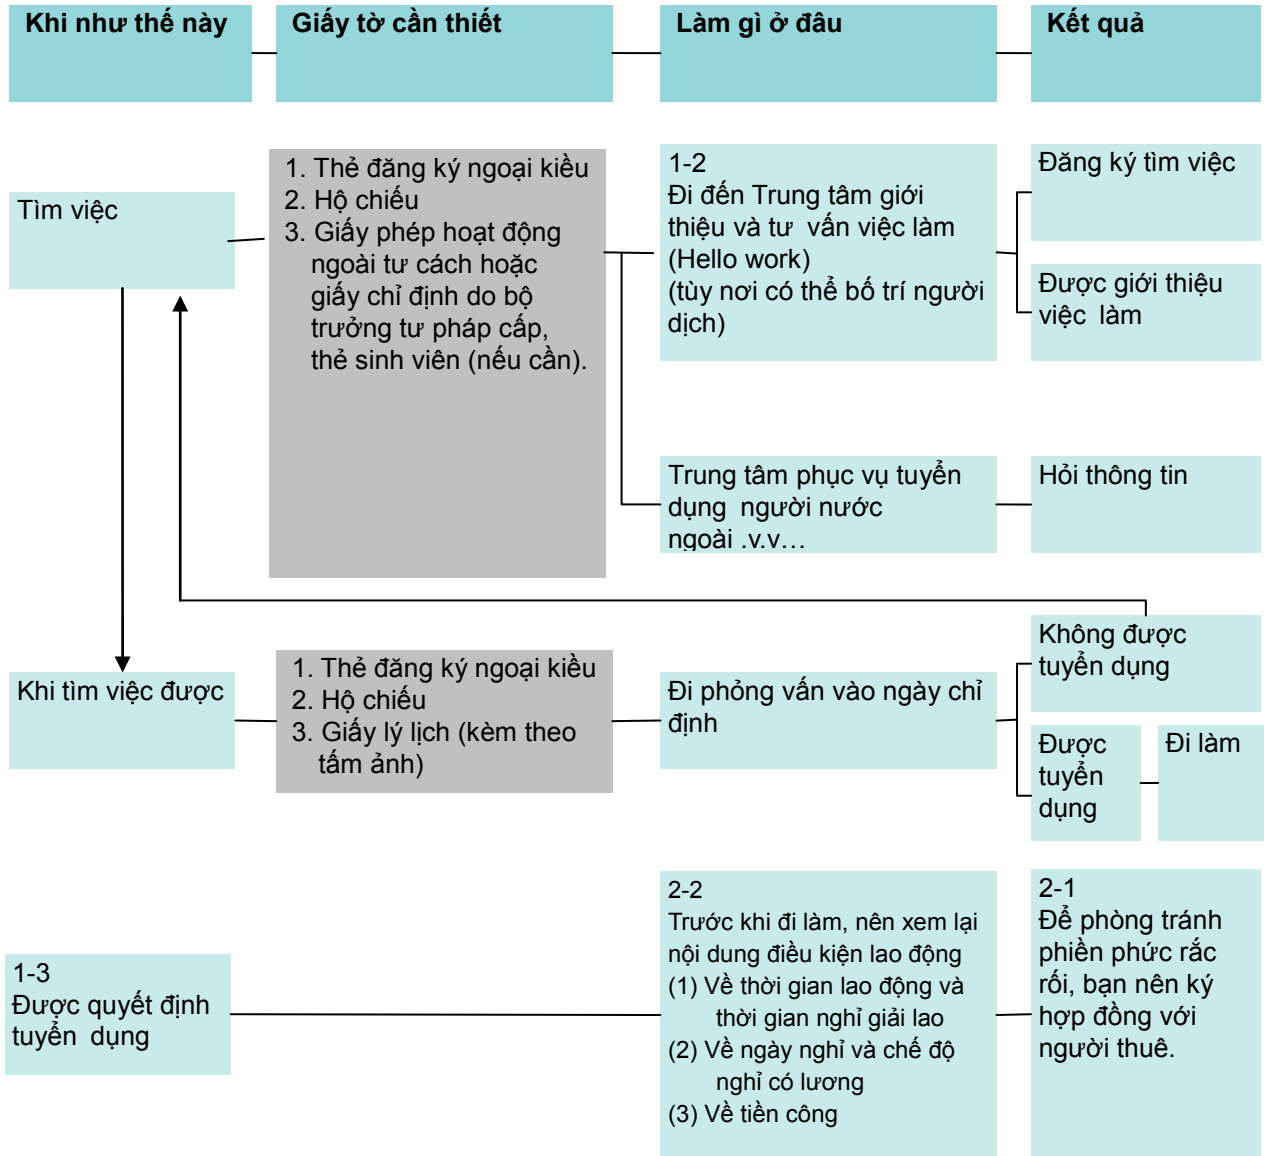 Khi như thế này
Giấy tờ cần thiết
Làm gì ở đâu
Kết quả
Tìm việc
1. Thẻ đăng ký ngoại kiều
2. Hộ chiếu
3. Giấy phép hoạt động
ngoài tư cách hoặc
giấy chỉ định do bộ
trưởng tư pháp cấp,
thẻ sinh viên (nếu cần).
1-2
Đi đến Trung tâm giới
thiệu và tư vấn việc làm
(Hello work)
(tùy nơi có thể bố trí người
dịch)
Đăng ký tìm việc
Được giới thiệu
việc làm
Trung tâm phục vụ tuyển
dụng người nước
ngoài .v.v…
Hỏi thông tin
Khi tìm việc được
1. Thẻ đăng ký ngoại kiều
2. Hộ chiếu
3. Giấy lý lịch (kèm theo
tấm ảnh)
Đi phỏng vấn vào ngày chỉ
định
Không được
tuyển dụng
Được
tuyển
dụng
Đi làm
1-3
Được quyết định
tuyển dụng
2-2
Trước khi đi làm, nên xem lại
nội dung điều kiện lao động
(1) Về thời gian lao động và
thời gian nghỉ giải lao
(2) Về ngày nghỉ và chế độ
nghỉ có lương
(3) Về tiền công
2-1
Để phòng tránh
phiền phức rắc
rối, bạn nên ký
hợp đồng với
người thuê.